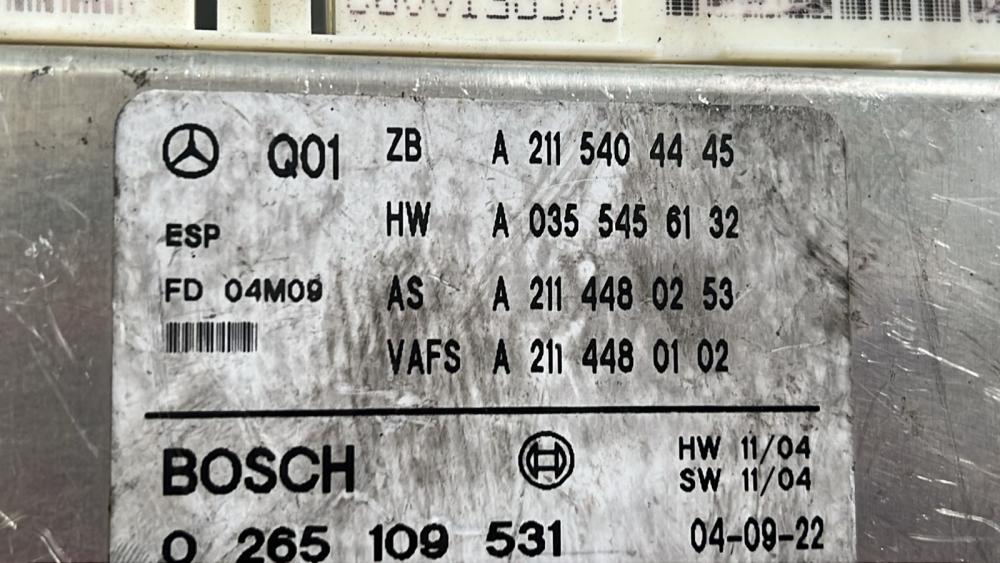 Q01
ZB A 211 540 44 45
HW A 035 545 61 32
ESP
FD 04M09
AS A 211 448 02 53
VAFS A 211 448 01 02
BOSCH
HW 11/04
SW 11/04
0 265 109 531
04-09-22